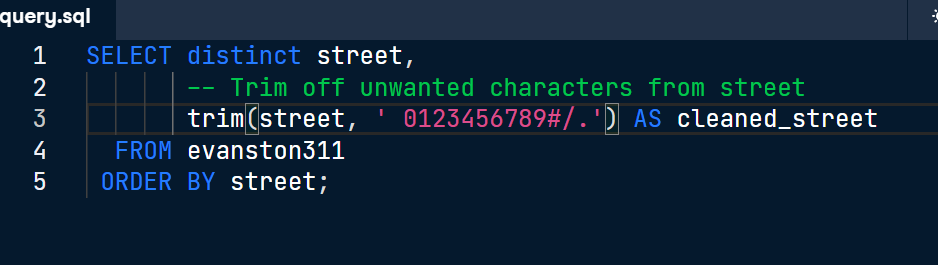 query.sql
1 SELECT distinct street,
2 -- Trim off unwanted characters from street
3 trim(street, ' 0123456789#/.') AS cleaned_street
4 FROM evanston311
5 ORDER BY street;